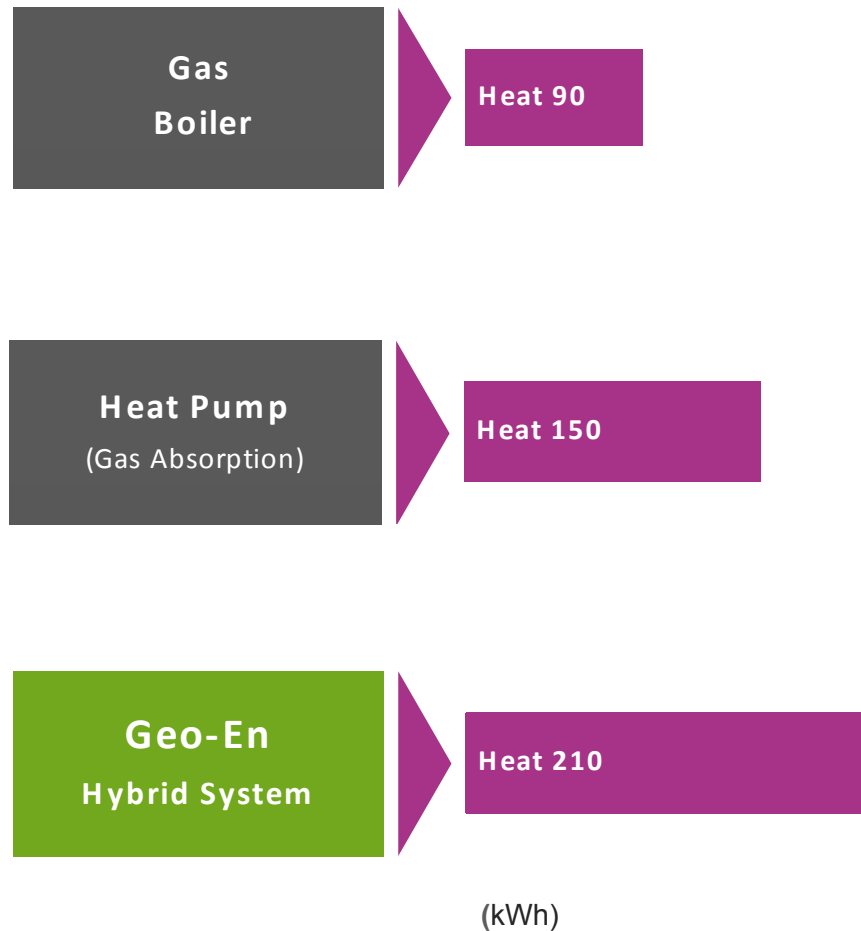 Gas
Boiler
Heat 90
Heat Pump
(Gas Absorption)
Heat 150
Geo-En
Hybrid System
Heat 210
(kWh)